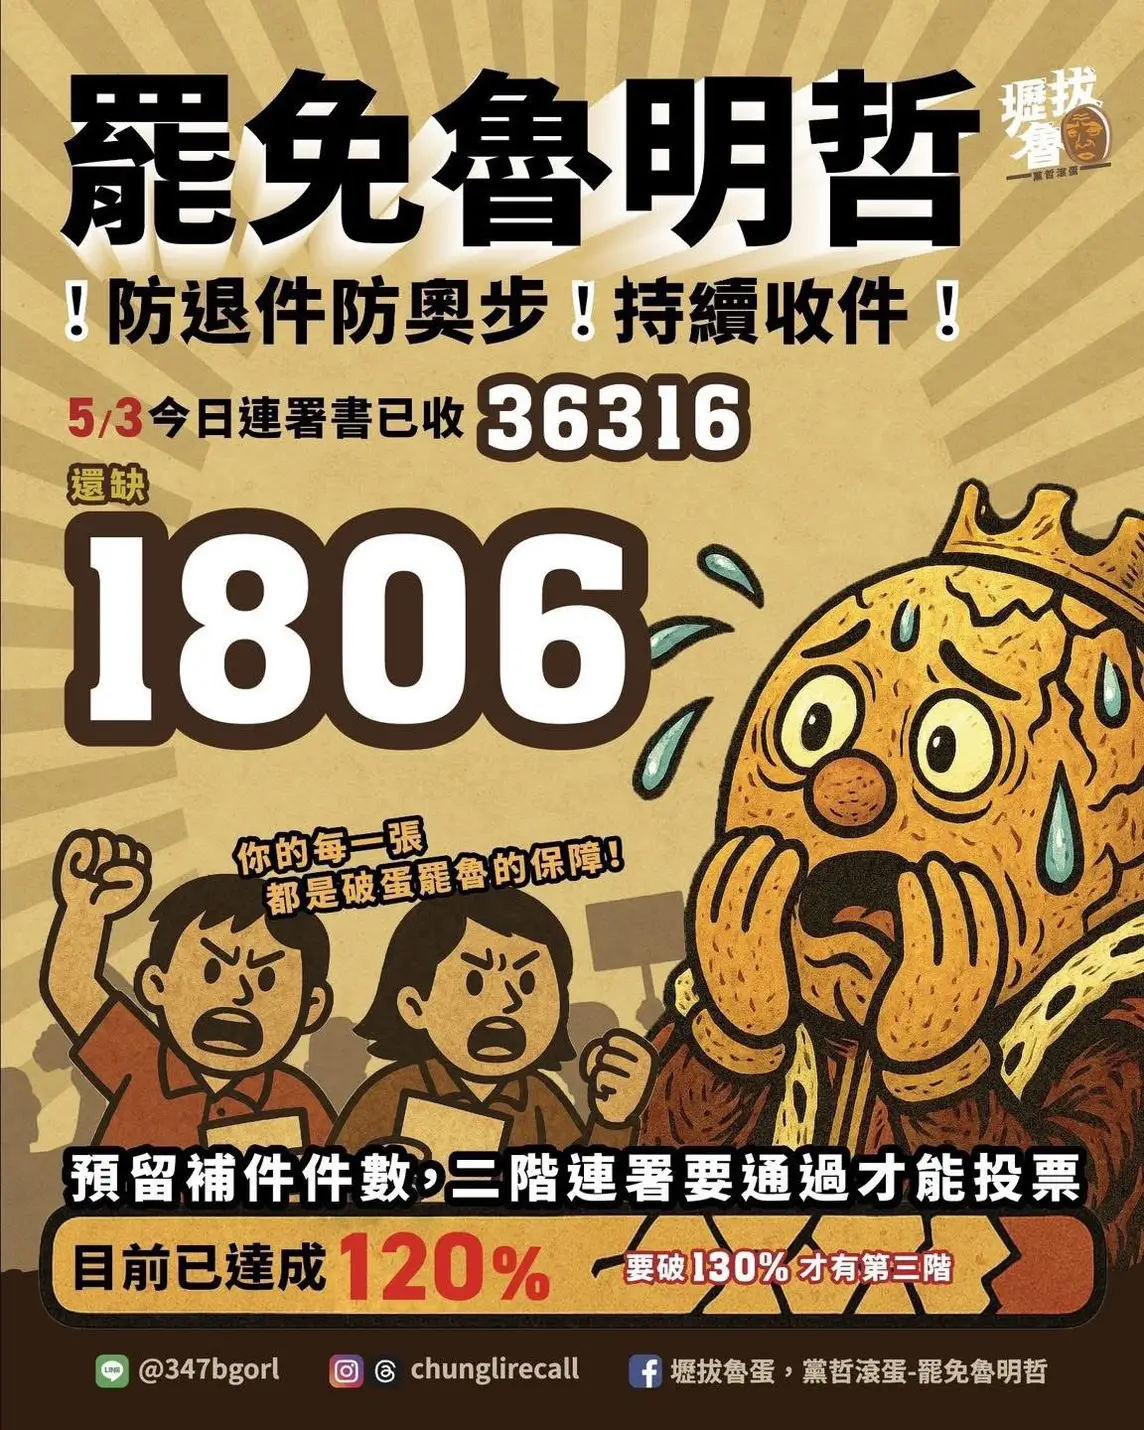 罷免魯明哲
壢拔
魯
黨哲滾蛋
！防退件防奧步！持續收件！
5/3今日連署書已收 36316
還缺
1806
你的每一張
都是破蛋罷魯的保障！
預留補件件數，二階連署要通過才能投票
目前已達成120% 要破130%才有第三階
LINE @347bgorl chunglirecall 壢拔魯蛋，黨哲滾蛋-罷免魯明哲